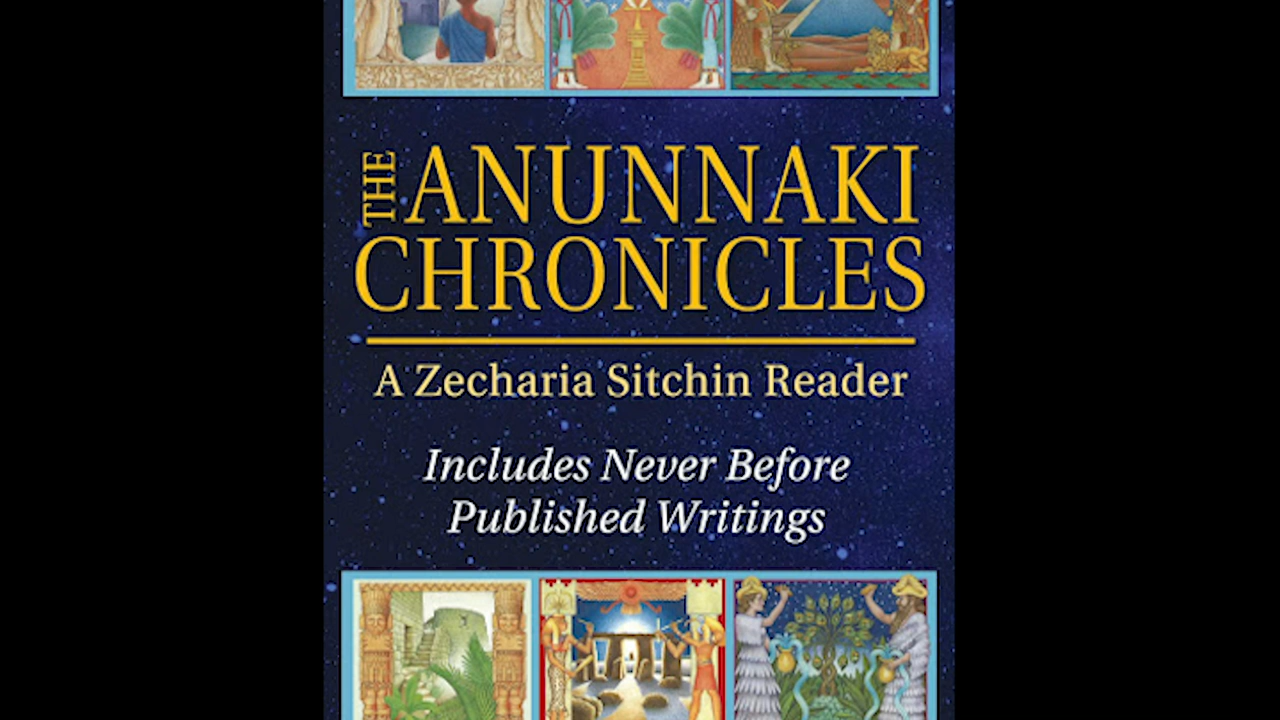 THE ANUNNAKI
CHRONICLES
A Zecharia Sitchin Reader
Includes Never Before
Published Writings